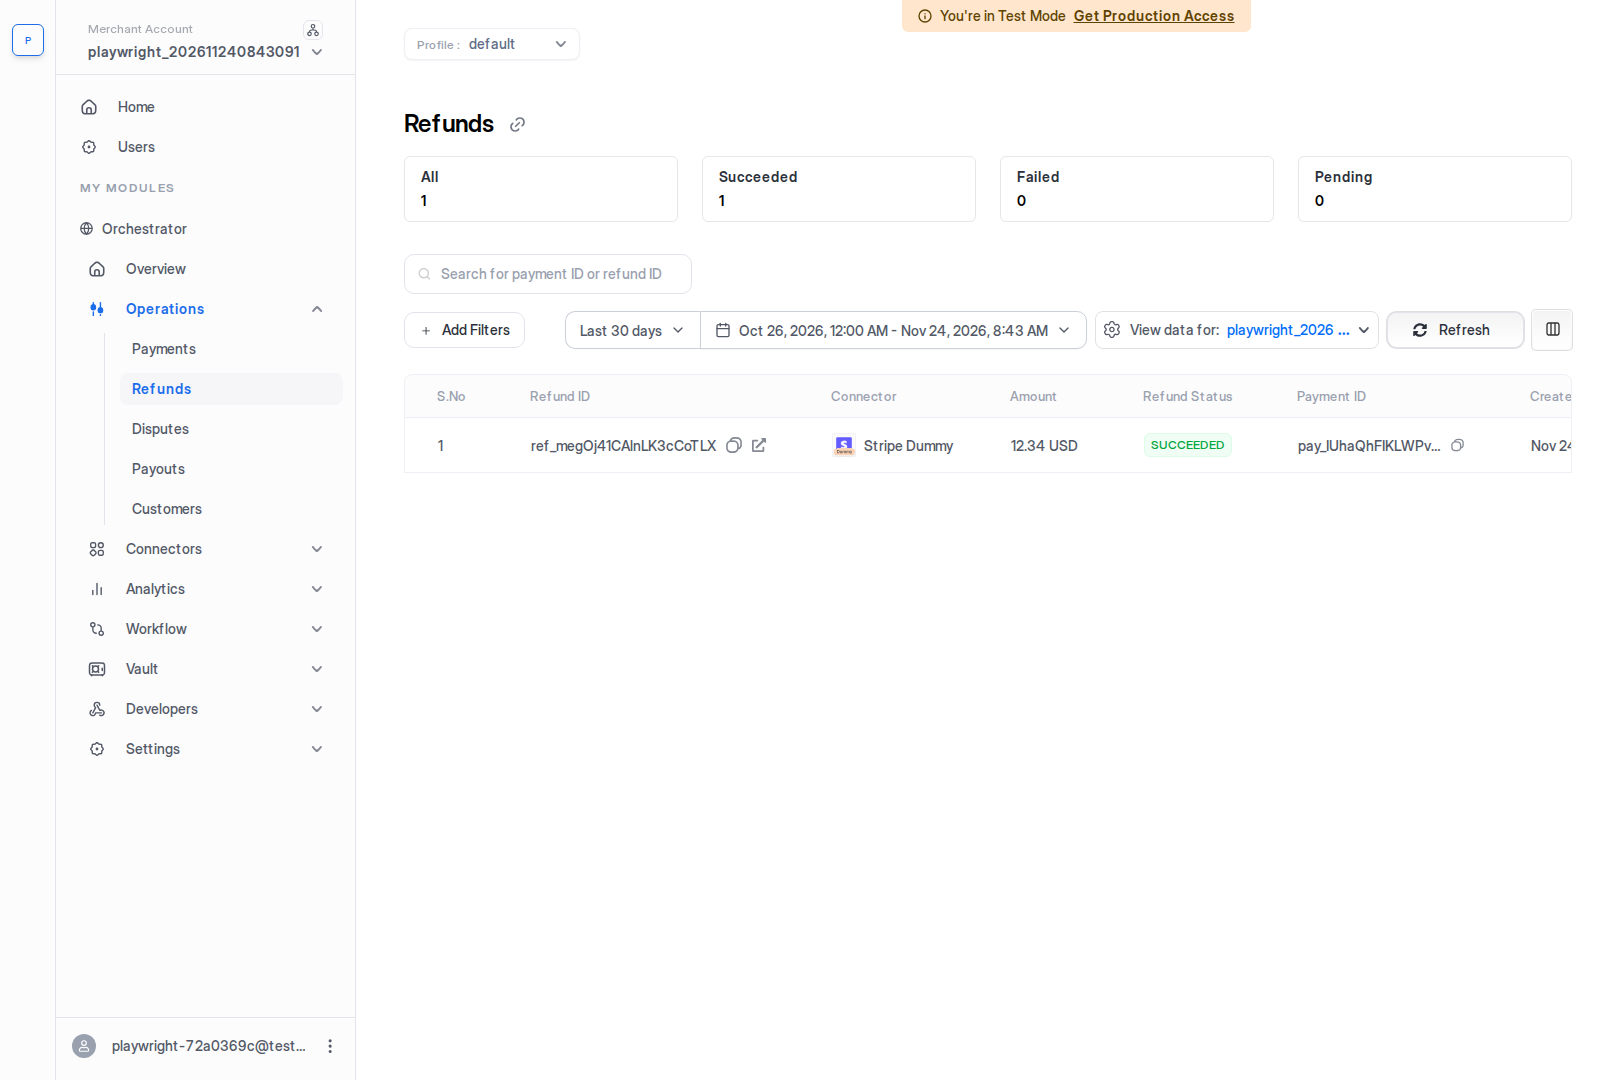 You're in Test Mode Get Production Access
P
Merchant Account
playwright_202611240843091
Profile : default
Home
Users
MY MODULES
Orchestrator
Overview
Operations
Payments
Refunds
Disputes
Payouts
Customers
Connectors
Analytics
Workflow
Vault
Developers
Settings
playwright-72a0369c@test...
Refunds
All
1
Succeeded
1
Failed
0
Pending
0
Search for payment ID or refund ID
Add Filters
Last 30 days
Oct 26, 2026, 12:00 AM - Nov 24, 2026, 8:43 AM
View data for: playwright_2026 ...
Refresh
S.No Refund ID Connector Amount Refund Status Payment ID Create
1 ref_megOj41CAlnLK3cCoTLX Stripe Dummy 12.34 USD SUCCEEDED pay_IUhaQhFIKLWPv... Nov 24